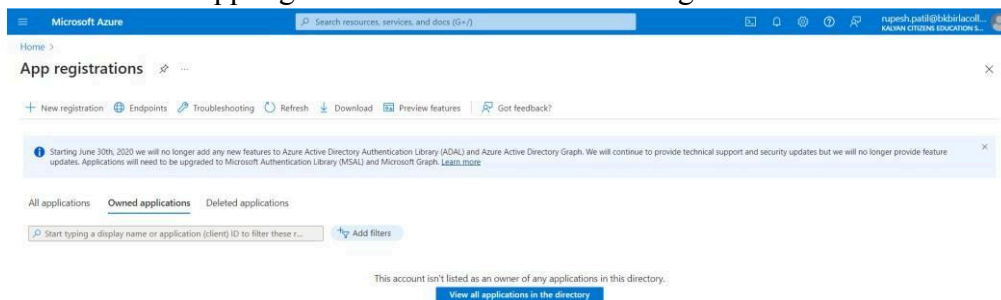 Microsoft Azure
Search resources, services, and docs (G+/)
rupesh.patil@bkbirlacoll...
KALYAN CITIZENS EDUCATION S...
Home >
App registrations
New registration Endpoints Troubleshooting Refresh Download Preview features Got feedback?
Starting June 30th, 2020 we will no longer add any new features to Azure Active Directory Authentication Library (ADAL) and Azure Active Directory Graph. We will continue to provide technical support and security updates but we will no longer provide feature
updates. Applications will need to be upgraded to Microsoft Authentication Library (MSAL) and Microsoft Graph. Learn more
All applications Owned applications Deleted applications
Start typing a display name or application (client) ID to filter these r...
Add filters
This account isn't listed as an owner of any applications in this directory.
View all applications in the directory